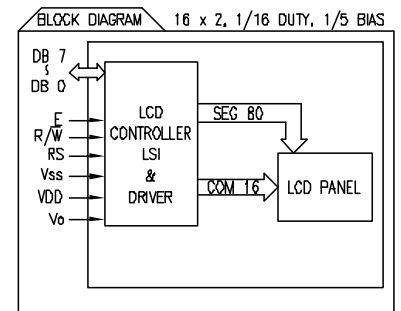 BLOCK DIAGRAM 16 x 2, 1/16 DUTY, 1/5 BIAS
DB 7
∫
DB 0
E
R/W̅
RS
Vss
VDD
Vo
LCD
CONTROLLER
LSI
&
DRIVER
SEG 80
COM 16
LCD PANEL